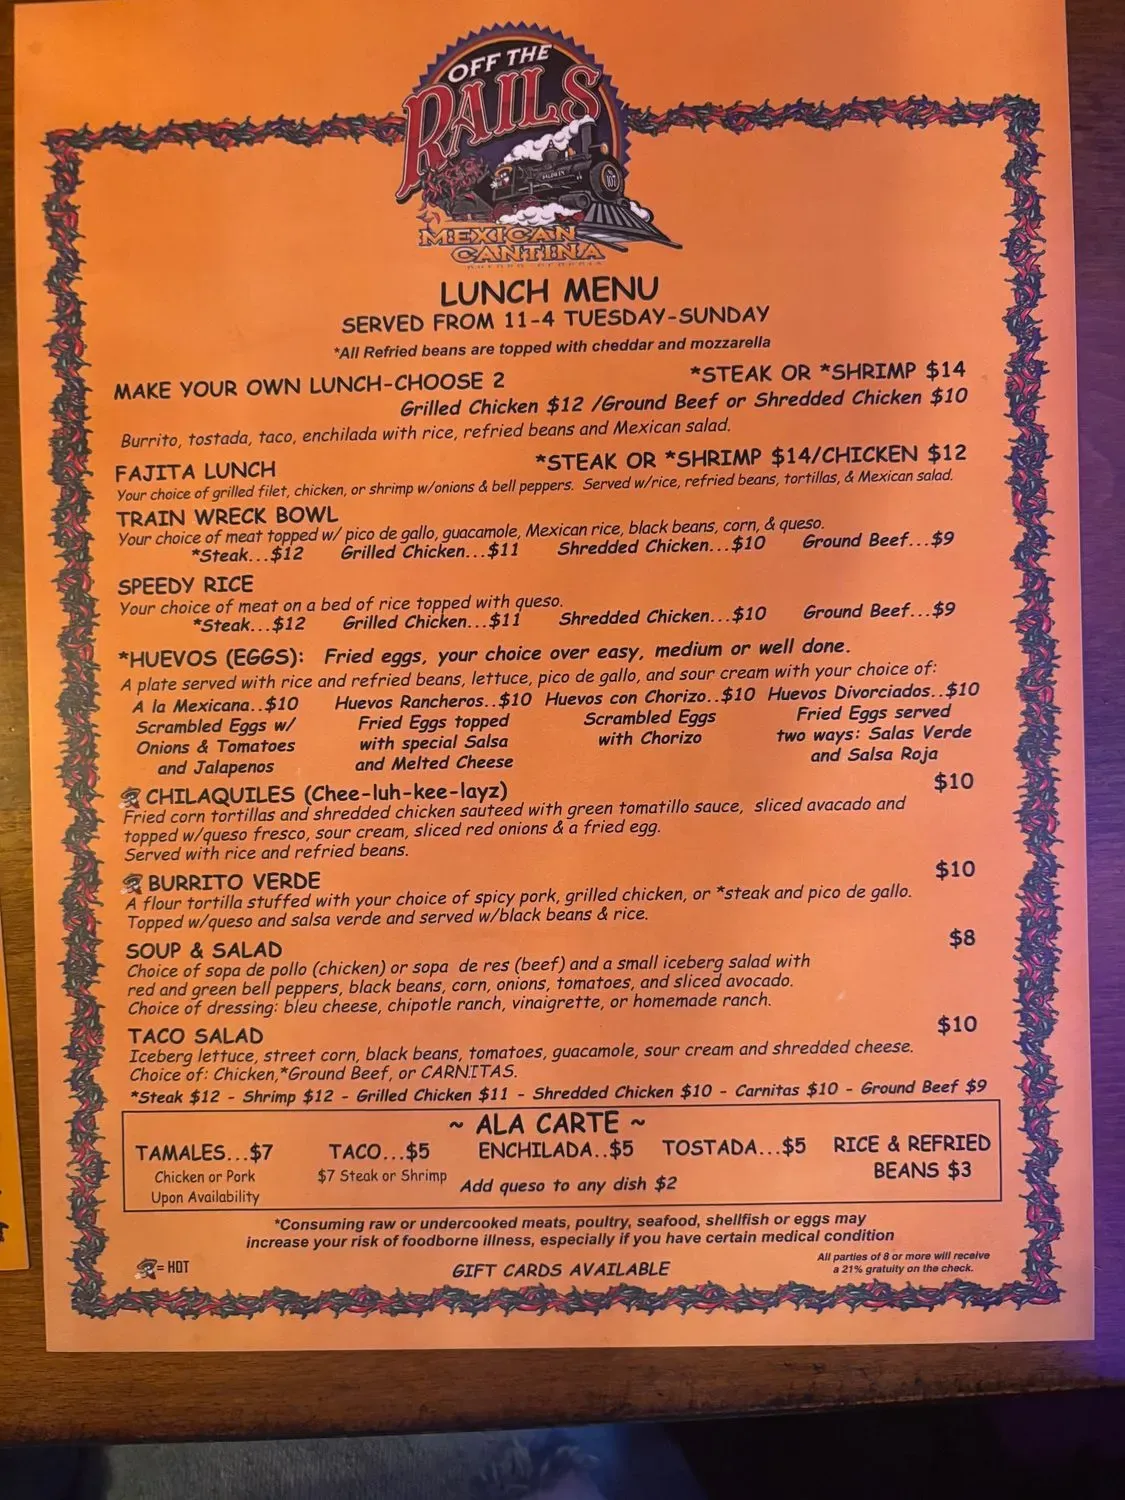 OFF THE
RAILS
BALDWIN
107
MEXICAN
CANTINA
LUNCH MENU
SERVED FROM 11-4 TUESDAY-SUNDAY
*All Refried beans are topped with cheddar and mozzarella
MAKE YOUR OWN LUNCH-CHOOSE 2 *STEAK OR *SHRIMP $14
Grilled Chicken $12 /Ground Beef or Shredded Chicken $10
Burrito, tostada, taco, enchilada with rice, refried beans and Mexican salad.
FAJITA LUNCH *STEAK OR *SHRIMP $14/CHICKEN $12
Your choice of grilled filet, chicken, or shrimp w/onions & bell peppers. Served w/rice, refried beans, tortillas, & Mexican salad.
TRAIN WRECK BOWL
Your choice of meat topped w/ pico de gallo, guacamole, Mexican rice, black beans, corn, & queso.
*Steak...$12 Grilled Chicken...$11 Shredded Chicken...$10 Ground Beef...$9
SPEEDY RICE
Your choice of meat on a bed of rice topped with queso.
*Steak...$12 Grilled Chicken...$11 Shredded Chicken...$10 Ground Beef...$9
*HUEVOS (EGGS): Fried eggs, your choice over easy, medium or well done.
A plate served with rice and refried beans, lettuce, pico de gallo, and sour cream with your choice of:
A la Mexicana..$10 Huevos Rancheros..$10 Huevos con Chorizo..$10 Huevos Divorciados..$10
Scrambled Eggs w/ Fried Eggs topped Scrambled Eggs Fried Eggs served
Onions & Tomatoes with special Salsa with Chorizo two ways: Salas Verde
and Jalapenos and Melted Cheese and Salsa Roja
CHILAQUILES (Chee-luh-kee-layz) $10
Fried corn tortillas and shredded chicken sauteed with green tomatillo sauce, sliced avacado and
topped w/queso fresco, sour cream, sliced red onions & a fried egg.
Served with rice and refried beans.
BURRITO VERDE $10
A flour tortilla stuffed with your choice of spicy pork, grilled chicken, or *steak and pico de gallo.
Topped w/queso and salsa verde and served w/black beans & rice.
SOUP & SALAD $8
Choice of sopa de pollo (chicken) or sopa de res (beef) and a small iceberg salad with
red and green bell peppers, black beans, corn, onions, tomatoes, and sliced avocado.
Choice of dressing: bleu cheese, chipotle ranch, vinaigrette, or homemade ranch.
TACO SALAD $10
Iceberg lettuce, street corn, black beans, tomatoes, guacamole, sour cream and shredded cheese.
Choice of: Chicken,*Ground Beef, or CARNITAS.
*Steak $12 - Shrimp $12 - Grilled Chicken $11 - Shredded Chicken $10 - Carnitas $10 - Ground Beef $9
~ ALA CARTE ~
TAMALES...$7 TACO...$5 ENCHILADA..$5 TOSTADA...$5 RICE & REFRIED
Chicken or Pork $7 Steak or Shrimp Add queso to any dish $2 BEANS $3
Upon Availability
*Consuming raw or undercooked meats, poultry, seafood, shellfish or eggs may
increase your risk of foodborne illness, especially if you have certain medical condition
= HOT GIFT CARDS AVAILABLE All parties of 8 or more will receive
a 21% gratuity on the check.